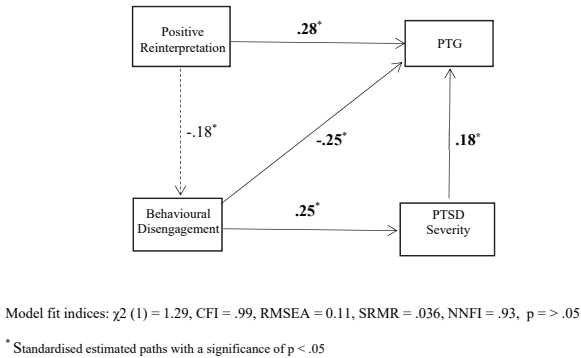 Positive
Reinterpretation
.28*
PTG
-.18*
-.25*
.18*
Behavioural
Disengagement
.25*
PTSD
Severity
Model fit indices: χ2 (1) = 1.29, CFI = .99, RMSEA = 0.11, SRMR = .036, NNFI = .93, p = > .05
* Standardised estimated paths with a significance of p < .05